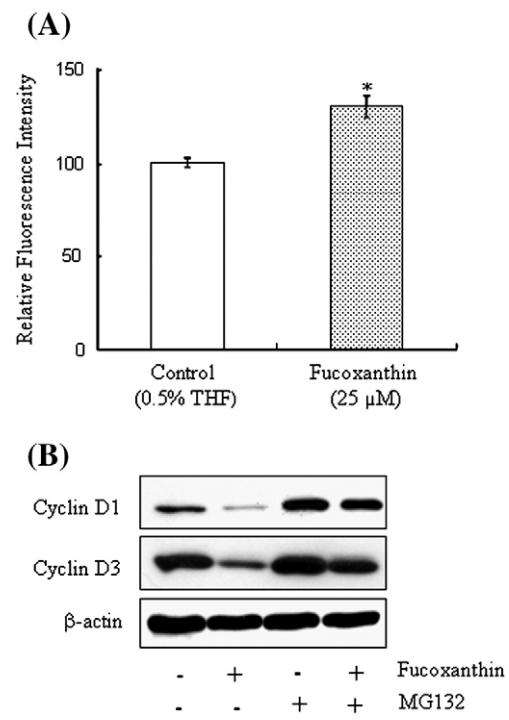 (A)
Relative Fluorescence Intensity
150
100
50
0
*
Control
(0.5% THF)
Fucoxanthin
(25 μM)
(B)
Cyclin D1
Cyclin D3
β-actin
- + - + Fucoxanthin
- - + + MG132